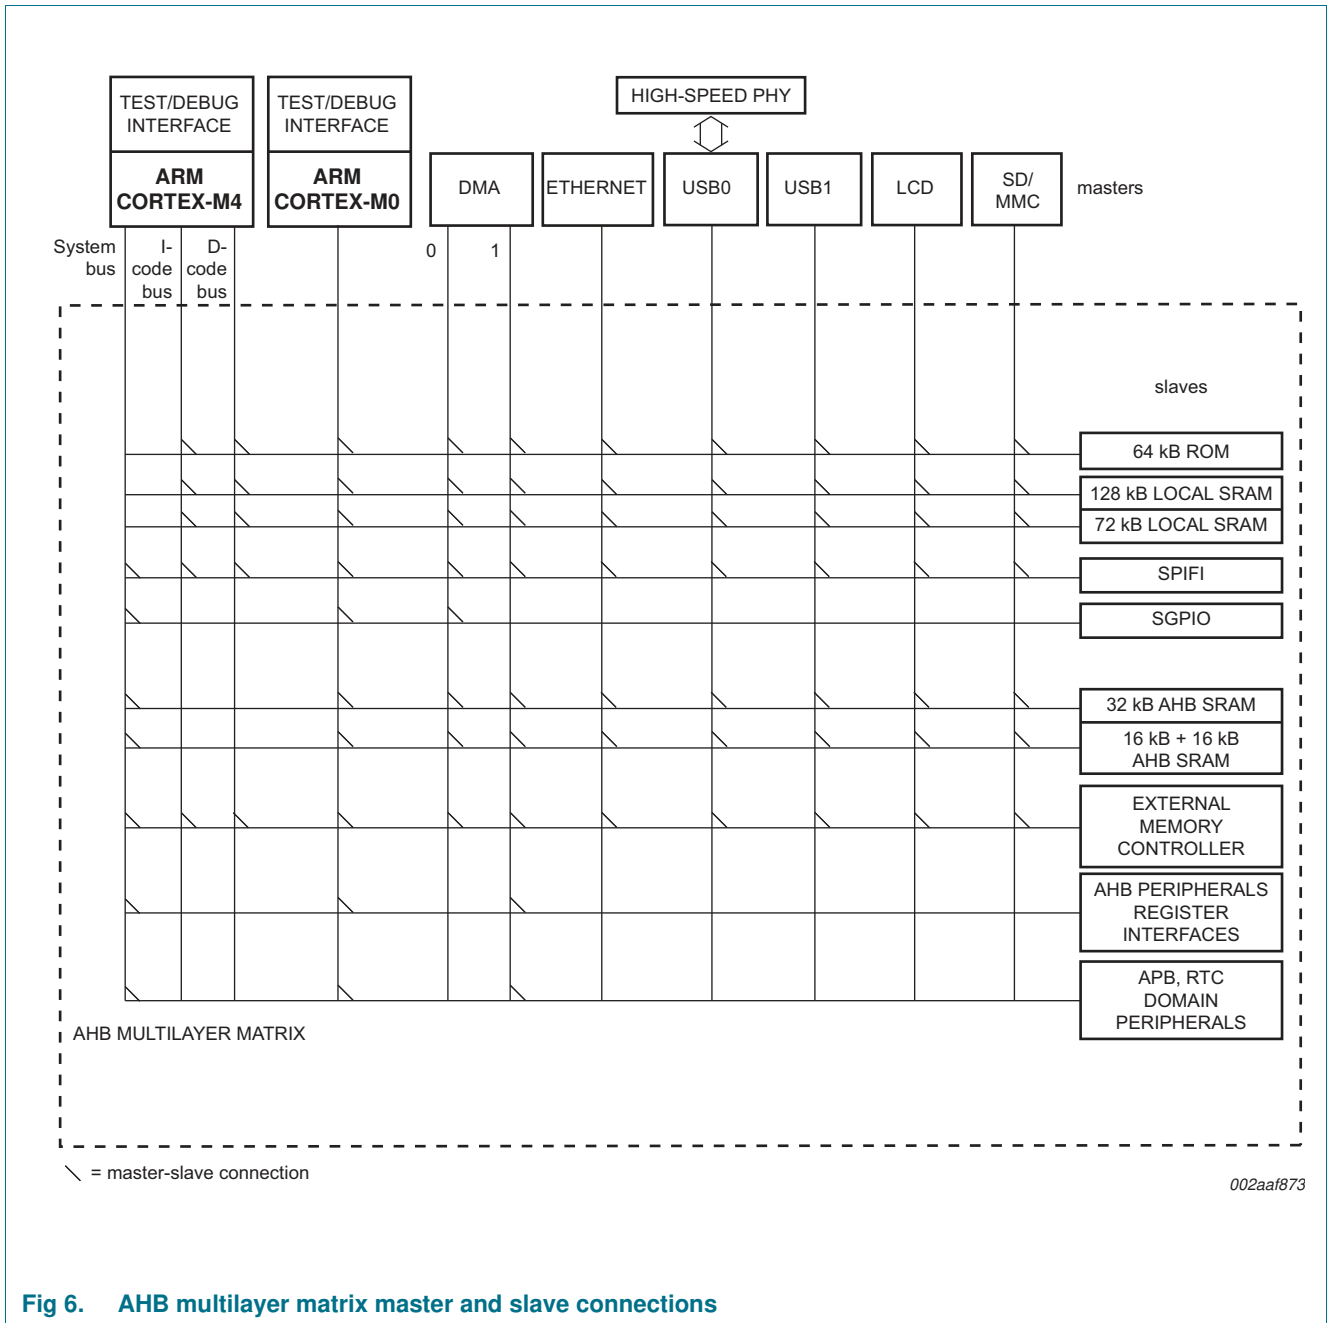 HIGH-SPEED PHY
TEST/DEBUG
INTERFACE
ARM
CORTEX-M4
TEST/DEBUG
INTERFACE
ARM
CORTEX-M0
DMA
ETHERNET
USB0
USB1
LCD
SD/
MMC
masters
System
bus
I-
code
bus
D-
code
bus
0
1
slaves
64 kB ROM
128 kB LOCAL SRAM
72 kB LOCAL SRAM
SPIFI
SGPIO
32 kB AHB SRAM
16 kB + 16 kB
AHB SRAM
EXTERNAL
MEMORY
CONTROLLER
AHB PERIPHERALS
REGISTER
INTERFACES
APB, RTC
DOMAIN
PERIPHERALS
AHB MULTILAYER MATRIX
= master-slave connection
002aaf873
Fig 6. AHB multilayer matrix master and slave connections